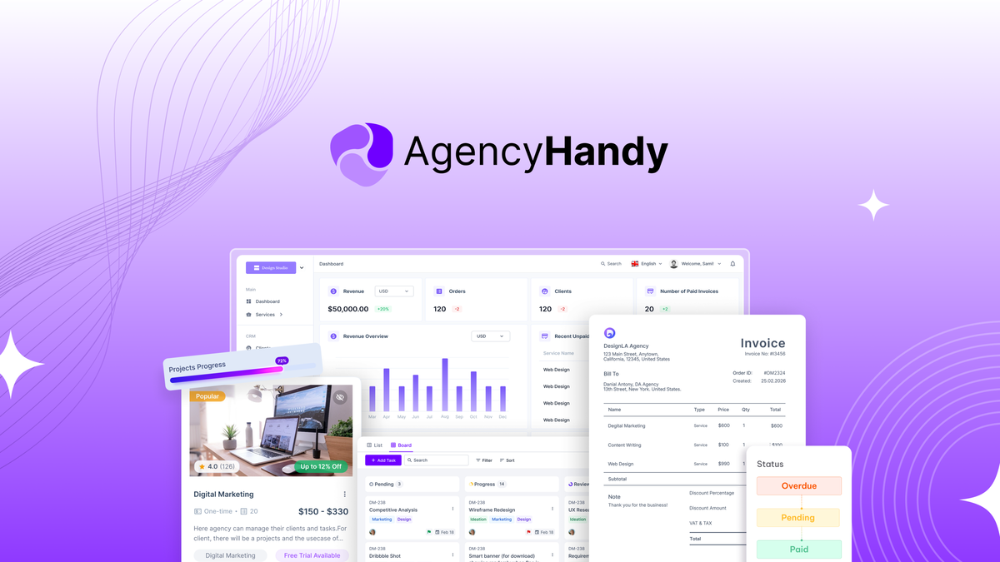 AgencyHandy
Design Studio
Dashboard
Search
English
Welcome, Sami!
Main
Dashboard
Services
CRM
Clients
Revenue
USD
$50,000.00
+20%
Orders
120
-2
Clients
120
-2
Number of Paid Invoices
20
+2
Revenue Overview
USD
Mar Apr May Jun Jul Aug Sep Oct Nov Dec
Recent Unpaid
Service Name
Web Design
Web Design
Web Design
Web Design
Projects Progress
72%
Popular
4.0 (126)
Up to 12% Off
Digital Marketing
One-time • 20
$150 - $330
Here agency can manage their clients and tasks.For
client, there will be a projects and the usecase of...
Digital Marketing
Free Trial Available
List
Board
+ Add Task
Search
Filter
Sort
Pending 3
DM-238
Competitive Analysis
Marketing Design
Feb 18
DM-238
Dribbble Shot
Progress 14
DM-238
Wireframe Redesign
Ideation Marketing Design
Feb 18
DM-238
Smart banner (for download)
Review
DM-238
UX Resea
Ideation
DM-238
Requirem
DesignLA Agency
123 Main Street, Anytown,
California, 12345, United States
Invoice
Invoice No: #I3456
Bill To
Danial Antony, DA Agency
13th Street, New York. United States.
Order ID: #DM2324
Created: 25.02.2026
Name Type Price Qty Total
Degital Marketing Service $600 1 $600
Content Writing Service $100 1 $100
Web Design Service $990 1
Subtotal
Note
Thank you for the business!
Discount Percentage
Discount Amount
VAT & TAX
Total
Status
Overdue
Pending
Paid